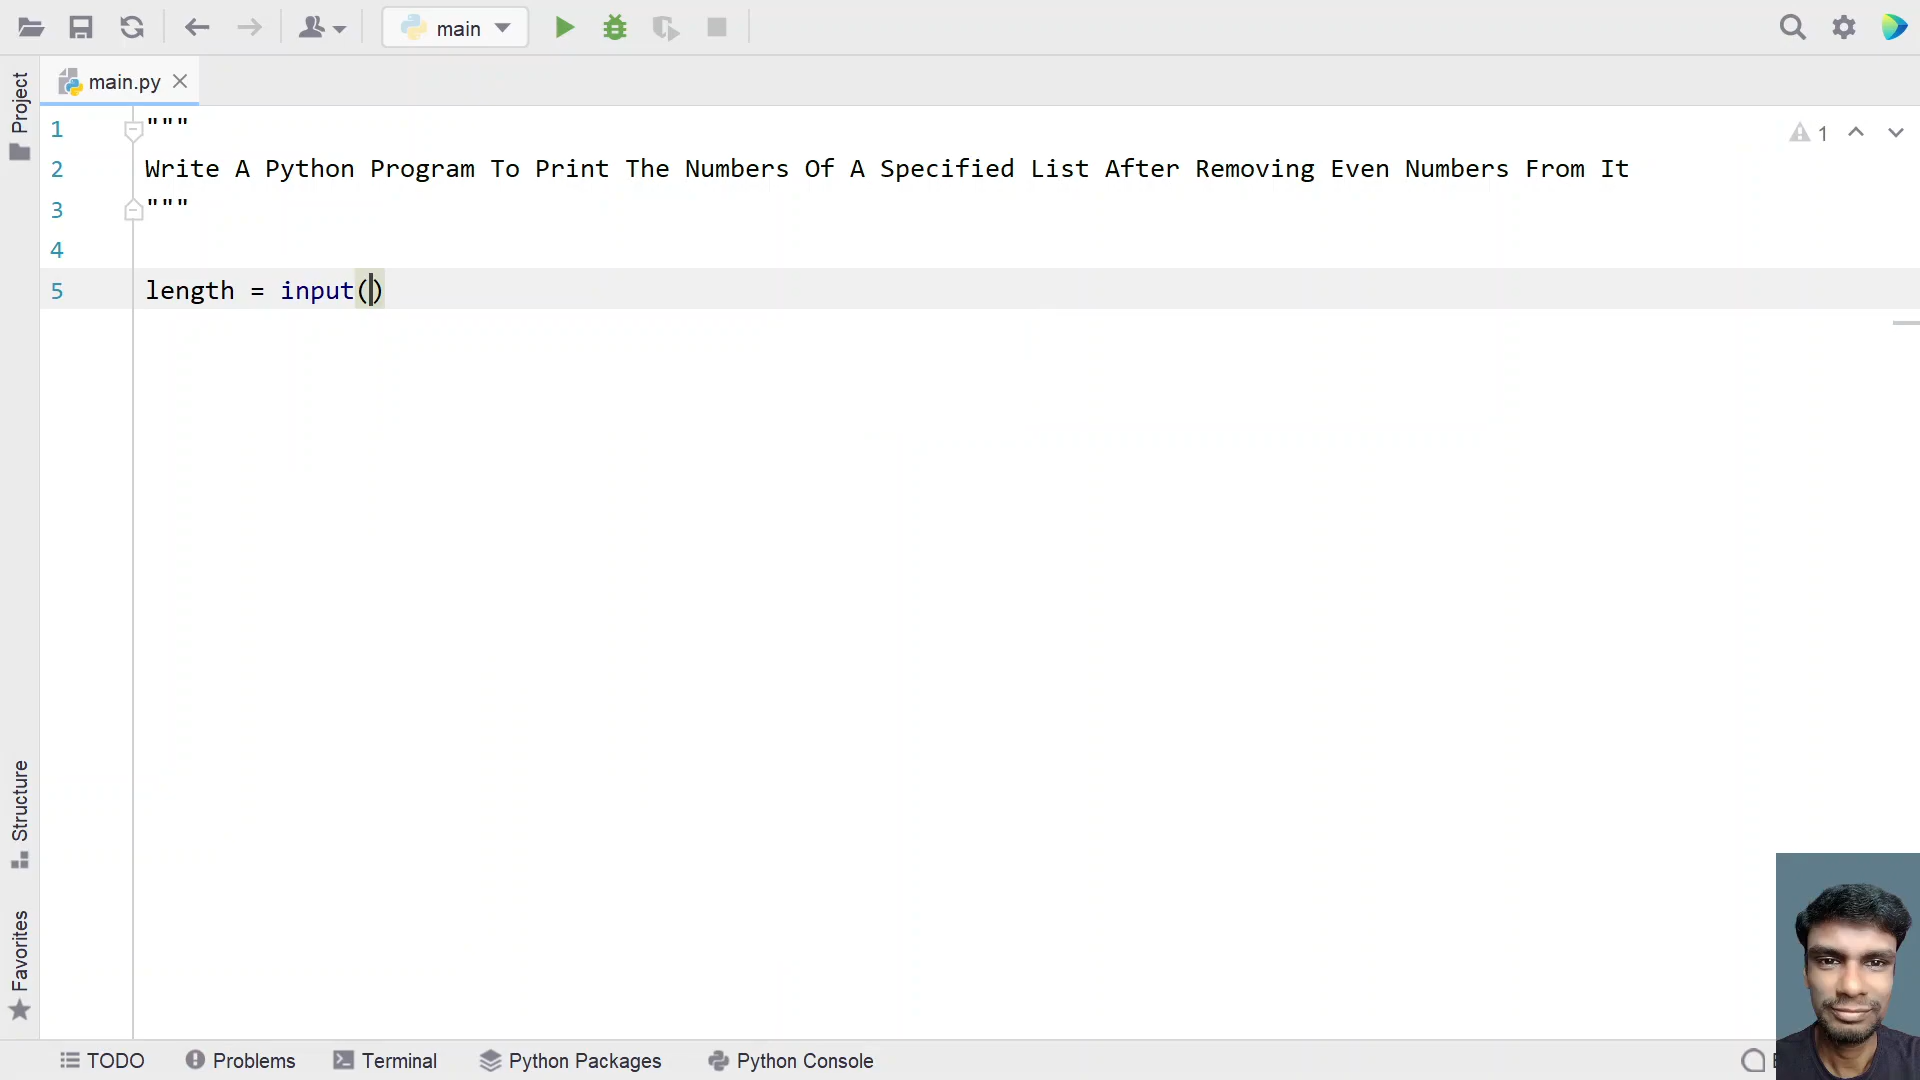 main
main.py
Project
1 """
1
2 Write A Python Program To Print The Numbers Of A Specified List After Removing Even Numbers From It
3 """
4
5 length = input()
Structure
Favorites
TODO Problems Terminal Python Packages Python Console